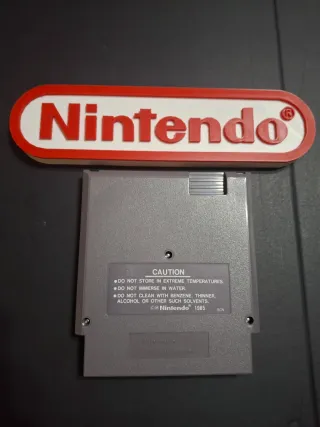 Nintendo®
CAUTION
●DO NOT STORE IN EXTREME TEMPERATURES.
●DO NOT IMMERSE IN WATER.
●DO NOT CLEAN WITH BENZENE, THINNER,
ALCOHOL OR OTHER SUCH SOLVENTS.
Nintendo® 1985